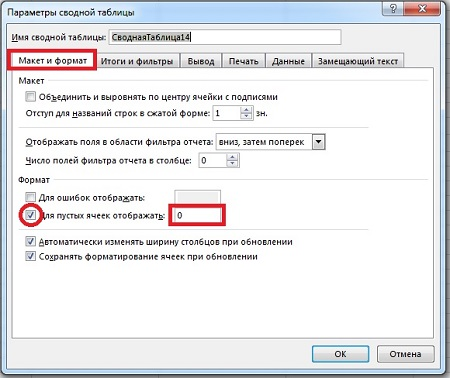 Параметры сводной таблицы
?
Имя сводной таблицы: СводнаяТаблица14
Макет и формат Итоги и фильтры Вывод Печать Данные Замещающий текст
Макет
Объединить и выровнять по центру ячейки с подписями
Отступ для названий строк в сжатой форме: 1 зн.
Отображать поля в области фильтра отчета: вниз, затем поперек
Число полей фильтра отчета в столбце: 0
Формат
Для ошибок отображать:
Для пустых ячеек отображать: 0
Автоматически изменять ширину столбцов при обновлении
Сохранять форматирование ячеек при обновлении
ОК Отмена